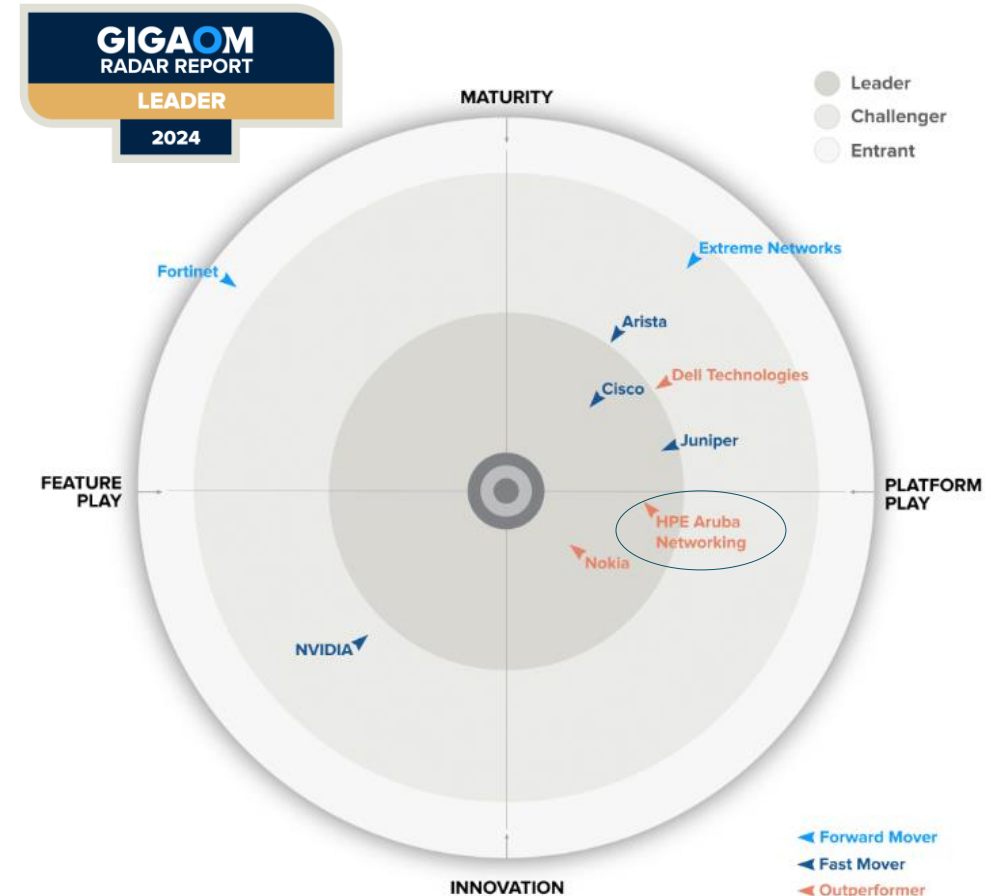 GIGAOM
RADAR REPORT
LEADER
2024
MATURITY
Leader
Challenger
Entrant
Extreme Networks
Fortinet
Arista
Dell Technologies
Cisco
Juniper
FEATURE
PLAY
PLATFORM
PLAY
HPE Aruba
Networking
Nokia
NVIDIA
Forward Mover
Fast Mover
Outperformer
INNOVATION